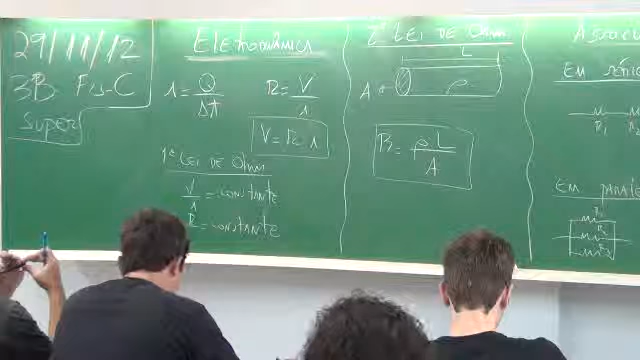 29/11/12
3B Fis-C
Super
Eletrodinâmica
i = Q / Δt
R = V / i
V = R · i
1ª Lei de Ohm
V / i = constante
R = constante
2ª Lei de Ohm
L
A
ρ
R = ρL / A
Em série
R1 R2
Em parale